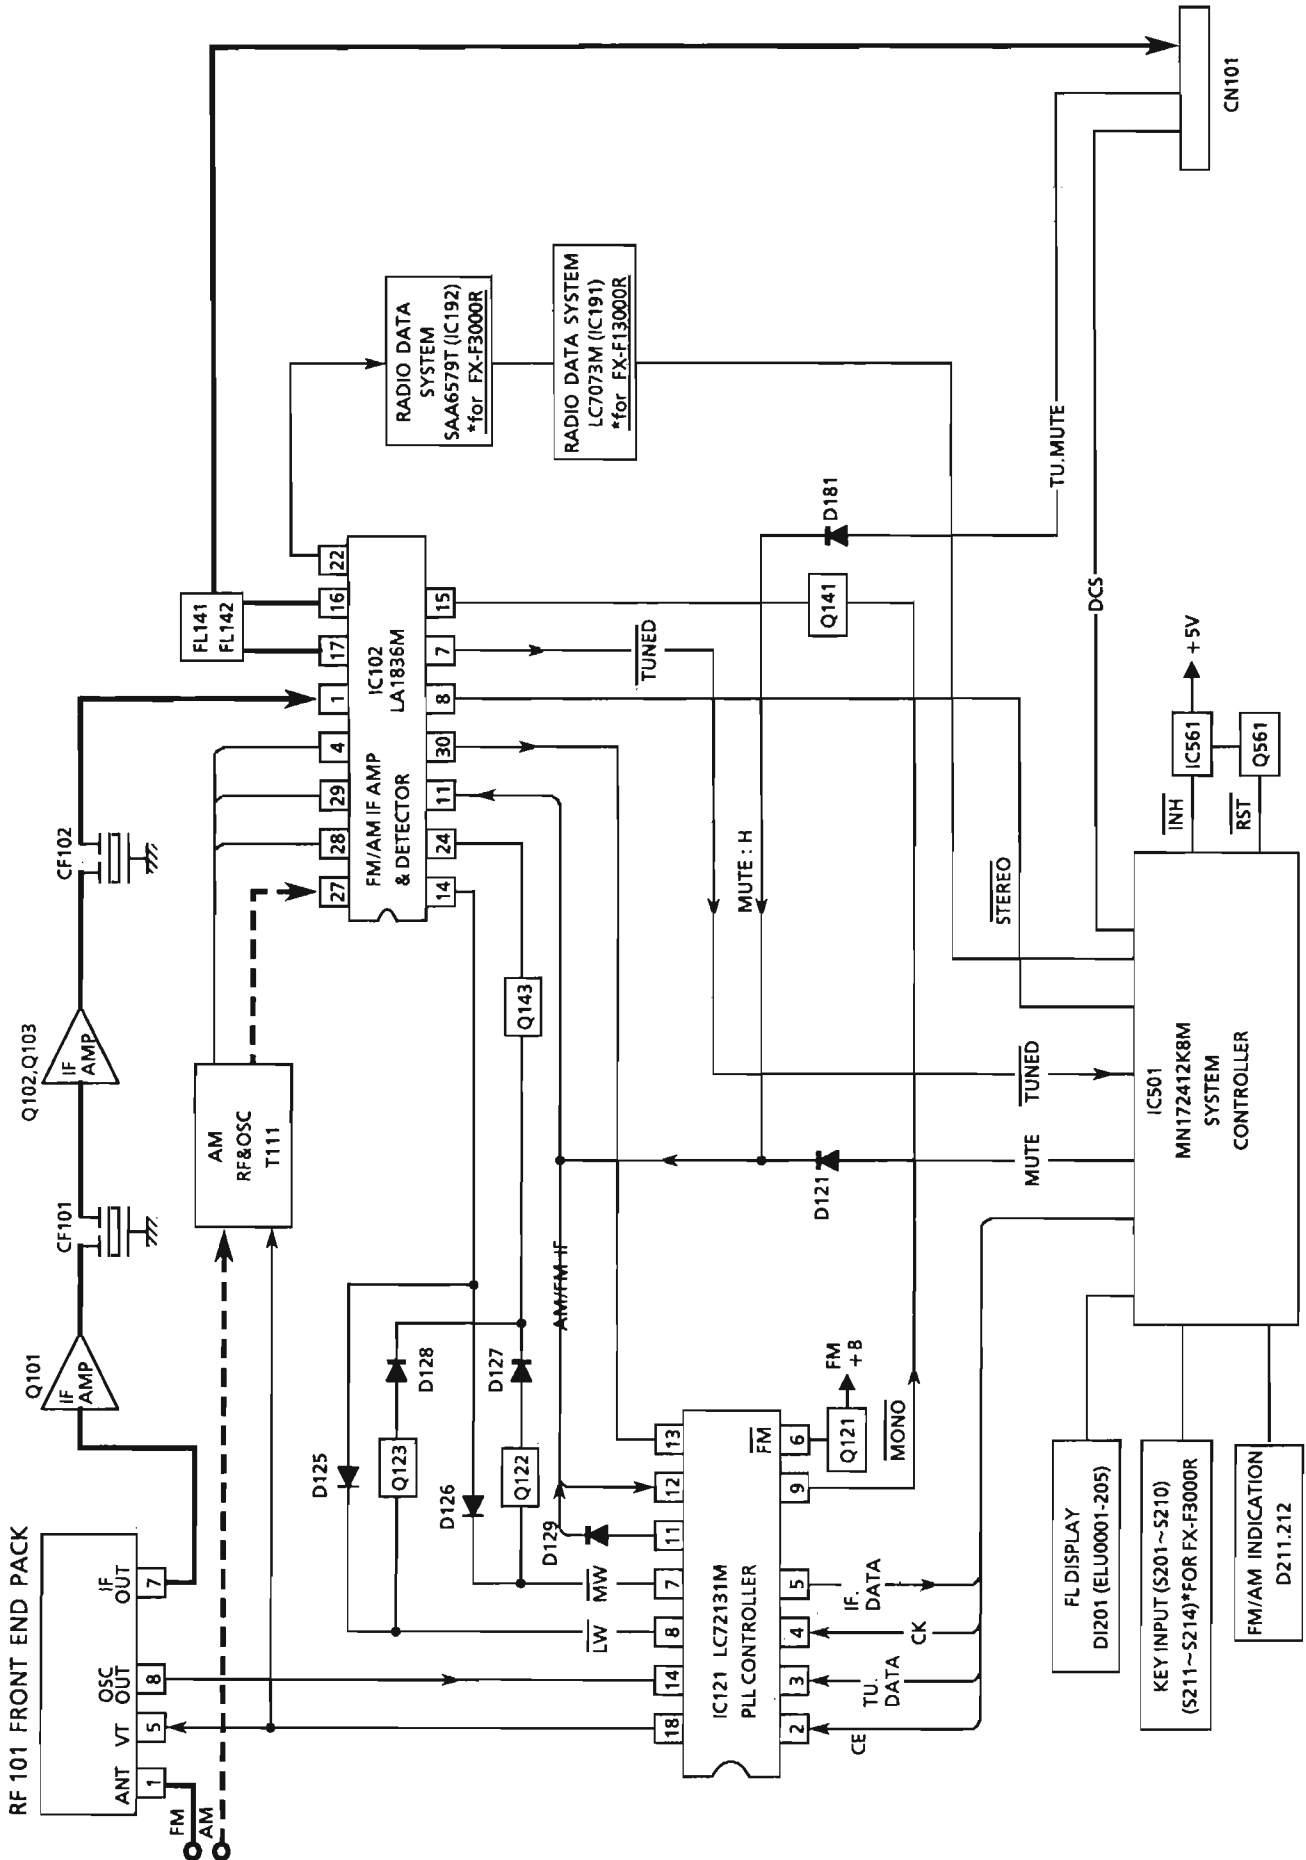 RF 101 FRONT END PACK
FM
AM
ANT
VT
OSC
OUT
IF
OUT
1
5
8
7
Q101
IF
AMP
CF101
Q102,Q103
IF
AMP
CF102
AM
RF&OSC
T111
FL141
FL142
27
28
29
4
1
17
16
22
FM/AM IF AMP
& DETECTOR
IC102
LA1836M
14
24
11
30
8
7
15
RADIO DATA
SYSTEM
SAA6579T (IC192)
*for FX-F3000R
RADIO DATA SYSTEM
LC7073M (IC191)
*for FX-F13000R
CN101
D125
D128
Q123
D126
D127
Q122
Q143
D129
AM/FM IF
LW
MW
TUNED
MUTE : H
Q141
D181
TU.MUTE
DCS
18
14
8
7
11
12
13
IC121 LC72131M
PLL CONTROLLER
FM
2
3
4
5
9
6
CE
TU.
DATA
CK
IF.
DATA
Q121
FM
+B
MONO
D121
MUTE
TUNED
STEREO
IC501
MN172412K8M
SYSTEM
CONTROLLER
INH
RST
IC561
Q561
+5V
FL DISPLAY
DI201 (ELU0001-205)
KEY INPUT (S201~S210)
(S211~S214)*FOR FX-F3000R
FM/AM INDICATION
D211.212